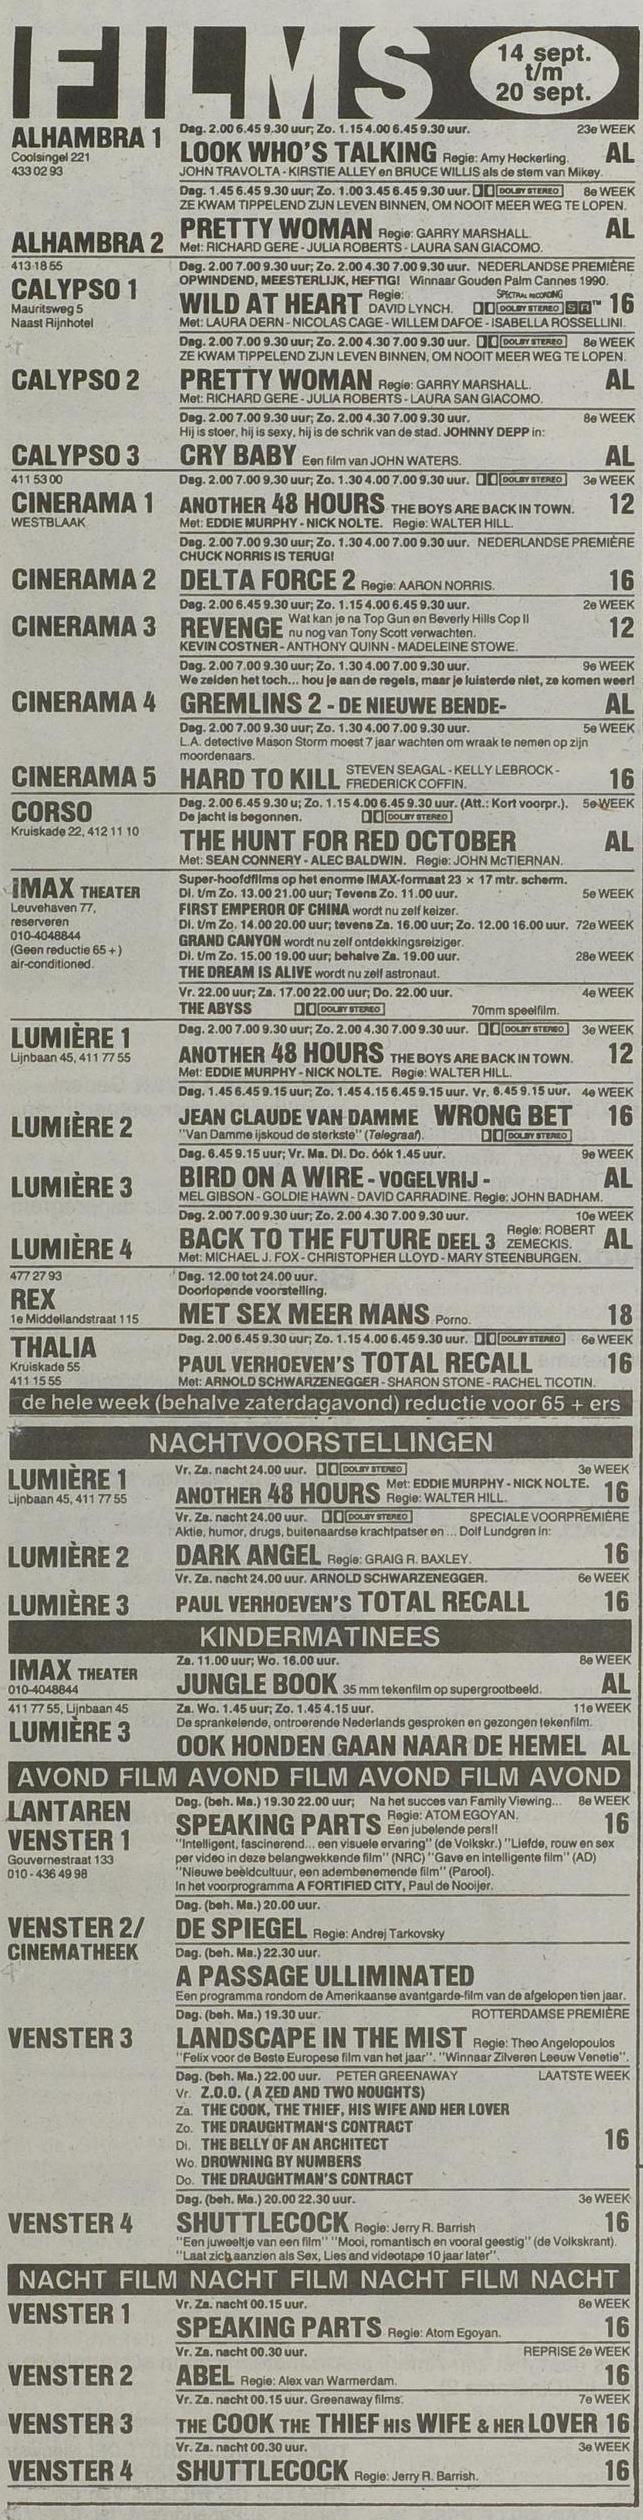 FILMS
14 sept.
t/m
20 sept.
ALHAMBRA 1
Coolsingel 221
433 02 93
Dag. 2.00 6.45 9.30 uur; Zo. 1.15 4.00 6.45 9.30 uur. 23e WEEK
LOOK WHO'S TALKING Regie: Amy Heckerling. AL
JOHN TRAVOLTA - KIRSTIE ALLEY en BRUCE WILLIS als de stem van Mikey.
Dag. 1.45 6.45 9.30 uur; Zo. 1.00 3.45 6.45 9.30 uur. DOLBY STEREO 8e WEEK
ZE KWAM TIPPELEND ZIJN LEVEN BINNEN, OM NOOIT MEER WEG TE LOPEN.
ALHAMBRA 2
PRETTY WOMAN Regie: GARRY MARSHALL. AL
Met: RICHARD GERE - JULIA ROBERTS - LAURA SAN GIACOMO.
413 18 55
CALYPSO 1
Mauritsweg 5
Naast Rijnhotel
Dag. 2.00 7.00 9.30 uur; Zo. 2.00 4.30 7.00 9.30 uur. NEDERLANDSE PREMIÈRE
OPWINDEND, MEESTERLIJK, HEFTIG! Winnaar Gouden Palm Cannes 1990.
WILD AT HEART Regie: DAVID LYNCH. SPECTRAL RECORDING DOLBY STEREO SR™ 16
Met: LAURA DERN - NICOLAS CAGE - WILLEM DAFOE - ISABELLA ROSSELLINI.
Dag. 2.00 7.00 9.30 uur; Zo. 2.00 4.30 7.00 9.30 uur. DOLBY STEREO 8e WEEK
ZE KWAM TIPPELEND ZIJN LEVEN BINNEN, OM NOOIT MEER WEG TE LOPEN.
CALYPSO 2
PRETTY WOMAN Regie: GARRY MARSHALL. AL
Met: RICHARD GERE - JULIA ROBERTS - LAURA SAN GIACOMO.
Dag. 2.00 7.00 9.30 uur; Zo. 2.00 4.30 7.00 9.30 uur. 8e WEEK
Hij is stoer, hij is sexy, hij is de schrik van de stad. JOHNNY DEPP in:
CALYPSO 3
CRY BABY Een film van JOHN WATERS. AL
411 53 00
CINERAMA 1
WESTBLAAK
Dag. 2.00 7.00 9.30 uur; Zo. 1.30 4.00 7.00 9.30 uur. DOLBY STEREO 3e WEEK
ANOTHER 48 HOURS THE BOYS ARE BACK IN TOWN. 12
Met: EDDIE MURPHY - NICK NOLTE. Regie: WALTER HILL.
Dag. 2.00 7.00 9.30 uur; Zo. 1.30 4.00 7.00 9.30 uur. NEDERLANDSE PREMIÈRE
CHUCK NORRIS IS TERUG!
CINERAMA 2
DELTA FORCE 2 Regie: AARON NORRIS. 16
Dag. 2.00 6.45 9.30 uur; Zo. 1.15 4.00 6.45 9.30 uur. 2e WEEK
CINERAMA 3
REVENGE Wat kan je na Top Gun en Beverly Hills Cop II
nu nog van Tony Scott verwachten. 12
KEVIN COSTNER - ANTHONY QUINN - MADELEINE STOWE.
Dag. 2.00 7.00 9.30 uur; Zo. 1.30 4.00 7.00 9.30 uur. 9e WEEK
We zeiden het toch... hou je aan de regels, maar je luisterde niet, ze komen weer!
CINERAMA 4
GREMLINS 2 - DE NIEUWE BENDE- AL
Dag. 2.00 7.00 9.30 uur; Zo. 1.30 4.00 7.00 9.30 uur. 5e WEEK
L.A. detective Mason Storm moest 7 jaar wachten om wraak te nemen op zijn
moordenaars.
CINERAMA 5
HARD TO KILL STEVEN SEAGAL - KELLY LEBROCK -
FREDERICK COFFIN. 16
CORSO
Kruiskade 22, 412 11 10
Dag. 2.00 6.45 9.30 u; Zo. 1.15 4.00 6.45 9.30 uur. (Att.: Kort voorpr.). 5e WEEK
De jacht is begonnen. DOLBY STEREO
THE HUNT FOR RED OCTOBER AL
Met: SEAN CONNERY - ALEC BALDWIN. Regie: JOHN McTIERNAN.
IMAX THEATER
Leuvehaven 77,
reserveren
010-4048844
(Geen reductie 65 +)
air-conditioned.
Super-hoofdfilms op het enorme IMAX-formaat 23 × 17 mtr. scherm.
Di. t/m Zo. 13.00 21.00 uur; Tevens Zo. 11.00 uur. 5e WEEK
FIRST EMPEROR OF CHINA wordt nu zelf keizer.
Di. t/m Zo. 14.00 20.00 uur; tevens Za. 16.00 uur; Zo. 12.00 16.00 uur. 72e WEEK
GRAND CANYON wordt nu zelf ontdekkingsreiziger.
Di. t/m Zo. 15.00 19.00 uur; behalve Za. 19.00 uur. 28e WEEK
THE DREAM IS ALIVE wordt nu zelf astronaut.
Vr. 22.00 uur; Za. 17.00 22.00 uur; Do. 22.00 uur. 4e WEEK
THE ABYSS DOLBY STEREO 70mm speelfilm.
LUMIÈRE 1
Lijnbaan 45, 411 77 55
Dag. 2.00 7.00 9.30 uur; Za. 2.00 4.30 7.00 9.30 uur. DOLBY STEREO 3e WEEK
ANOTHER 48 HOURS THE BOYS ARE BACK IN TOWN. 12
Met: EDDIE MURPHY - NICK NOLTE. Regie: WALTER HILL.
Dag. 1.45 6.45 9.15 uur; Zo. 1.45 4.15 6.45 9.15 uur. Vr. 6.45 9.15 uur. 4e WEEK
LUMIÈRE 2
JEAN CLAUDE VAN DAMME WRONG BET 16
"Van Damme ijskoud de sterkste" (Telegraaf). DOLBY STEREO
Dag. 6.45 9.15 uur; Vr. Ma. Di. Do. óók 1.45 uur. 9e WEEK
LUMIÈRE 3
BIRD ON A WIRE - VOGELVRIJ - AL
MEL GIBSON - GOLDIE HAWN - DAVID CARRADINE. Regie: JOHN BADHAM.
Dag. 2.00 7.00 9.30 uur; Zo. 2.00 4.30 7.00 9.30 uur. 10e WEEK
LUMIÈRE 4
BACK TO THE FUTURE DEEL 3 Regie: ROBERT ZEMECKIS. AL
Met: MICHAEL J. FOX - CHRISTOPHER LLOYD - MARY STEENBURGEN.
477 27 93
REX
1e Middellandstraat 115
Dag. 12.00 tot 24.00 uur.
Doorlopende voorstelling.
MET SEX MEER MANS Porno. 18
THALIA
Kruiskade 55
411 15 55
Dag. 2.00 6.45 9.30 uur; Zo. 1.15 4.00 6.45 9.30 uur. DOLBY STEREO 6e WEEK
PAUL VERHOEVEN'S TOTAL RECALL 16
Met: ARNOLD SCHWARZENEGGER - SHARON STONE - RACHEL TICOTIN.
de hele week (behalve zaterdagavond) reductie voor 65 + ers
NACHTVOORSTELLINGEN
LUMIÈRE 1
Lijnbaan 45, 411 77 55
Vr. Za. nacht 24.00 uur. DOLBY STEREO 3e WEEK
ANOTHER 48 HOURS Met: EDDIE MURPHY - NICK NOLTE.
Regie: WALTER HILL. 16
Vr. Za. nacht 24.00 uur. DOLBY STEREO SPECIALE VOORPREMIÈRE
Aktie, humor, drugs, buitenaardse krachtpatser en ... Dolf Lundgren in:
LUMIÈRE 2
DARK ANGEL Regie: GRAIG R. BAXLEY. 16
Vr. Za. nacht 24.00 uur. ARNOLD SCHWARZENEGGER. 6e WEEK
LUMIÈRE 3
PAUL VERHOEVEN'S TOTAL RECALL 16
KINDERMATINEES
IMAX THEATER
010-4048844
Za. 11.00 uur; Wo. 16.00 uur. 8e WEEK
JUNGLE BOOK 35 mm tekenfilm op supergrootbeeld. AL
411 77 55, Lijnbaan 45
LUMIÈRE 3
Za. Wo. 1.45 uur; Zo. 1.45 4.15 uur. 11e WEEK
De sprankelende, ontroerende Nederlands gesproken en gezongen tekenfilm.
OOK HONDEN GAAN NAAR DE HEMEL AL
AVOND FILM AVOND FILM AVOND FILM AVOND
LANTAREN
VENSTER 1
Gouvernestraat 133
010 - 436 49 98
Dag. (beh. Ma.) 19.30 22.00 uur; Na het succes van Family Viewing... 8e WEEK
SPEAKING PARTS Regie: ATOM EGOYAN.
Een jubelende pers!! 16
"Intelligent, fascinerend... een visuele ervaring" (de Volkskr.) "Liefde, rouw en sex
per video in deze belangwekkende film" (NRC) "Gave en intelligente film" (AD)
"Nieuwe beeldcultuur, een adembenemende film" (Parool).
In het voorprogramma A FORTIFIED CITY, Paul de Nooijer.
Dag. (beh. Ma.) 20.00 uur.
VENSTER 2/
CINEMATHEEK
DE SPIEGEL Regie: Andrej Tarkovsky
Dag. (beh. Ma.) 22.30 uur.
A PASSAGE ULLIMINATED
Een programma rondom de Amerikaanse avantgarde-film van de afgelopen tien jaar.
Dag. (beh. Ma.) 19.30 uur. ROTTERDAMSE PREMIÈRE
VENSTER 3
LANDSCAPE IN THE MIST Regie: Theo Angelopoulos
"Felix voor de Beste Europese film van het jaar". "Winnaar Zilveren Leeuw Venetie".
Dag. (beh. Ma.) 22.00 uur. PETER GREENAWAY LAATSTE WEEK
Vr. Z.O.O. (A ZED AND TWO NOUGHTS)
Za. THE COOK, THE THIEF, HIS WIFE AND HER LOVER
Zo. THE DRAUGHTMAN'S CONTRACT
Di. THE BELLY OF AN ARCHITECT 16
Wo. DROWNING BY NUMBERS
Do. THE DRAUGHTMAN'S CONTRACT
Dag. (beh. Ma.) 20.00 22.30 uur. 3e WEEK
VENSTER 4
SHUTTLECOCK Regie: Jerry R. Barrish 16
"Een juweeltje van een film" "Mooi, romantisch en vooral geestig" (de Volkskrant).
"Laat zich aanzien als Sex, Lies and videotape 10 jaar later".
NACHT FILM NACHT FILM NACHT FILM NACHT
VENSTER 1
Vr. Za. nacht 00.15 uur. 8e WEEK
SPEAKING PARTS Regie: Atom Egoyan. 16
Vr. Za. nacht 00.30 uur. REPRISE 2e WEEK
VENSTER 2
ABEL Regie: Alex van Warmerdam. 16
Vr. Za. nacht 00.15 uur. Greenaway films. 7e WEEK
VENSTER 3
THE COOK THE THIEF HIS WIFE & HER LOVER 16
Vr. Za. nacht 00.30 uur. 3e WEEK
VENSTER 4
SHUTTLECOCK Regie: Jerry R. Barrish. 16